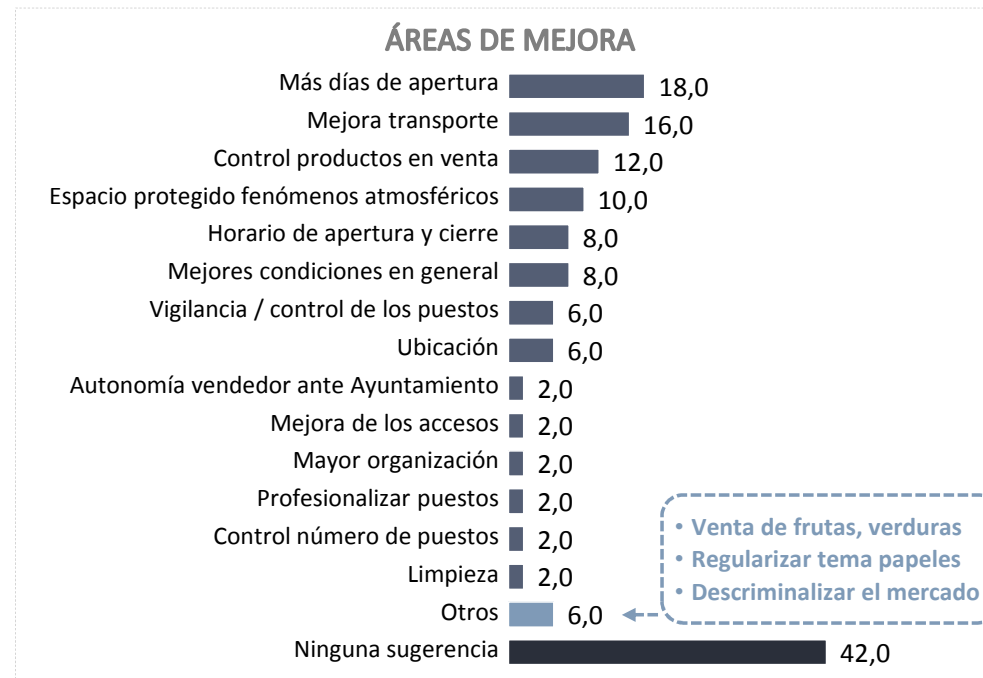 ÁREAS DE MEJORA
Más días de apertura 18,0
Mejora transporte 16,0
Control productos en venta 12,0
Espacio protegido fenómenos atmosféricos 10,0
Horario de apertura y cierre 8,0
Mejores condiciones en general 8,0
Vigilancia / control de los puestos 6,0
Ubicación 6,0
Autonomía vendedor ante Ayuntamiento 2,0
Mejora de los accesos 2,0
Mayor organización 2,0
Profesionalizar puestos 2,0
Control número de puestos 2,0
Limpieza 2,0
Otros 6,0
• Venta de frutas, verduras
• Regularizar tema papeles
• Descriminalizar el mercado
Ninguna sugerencia 42,0